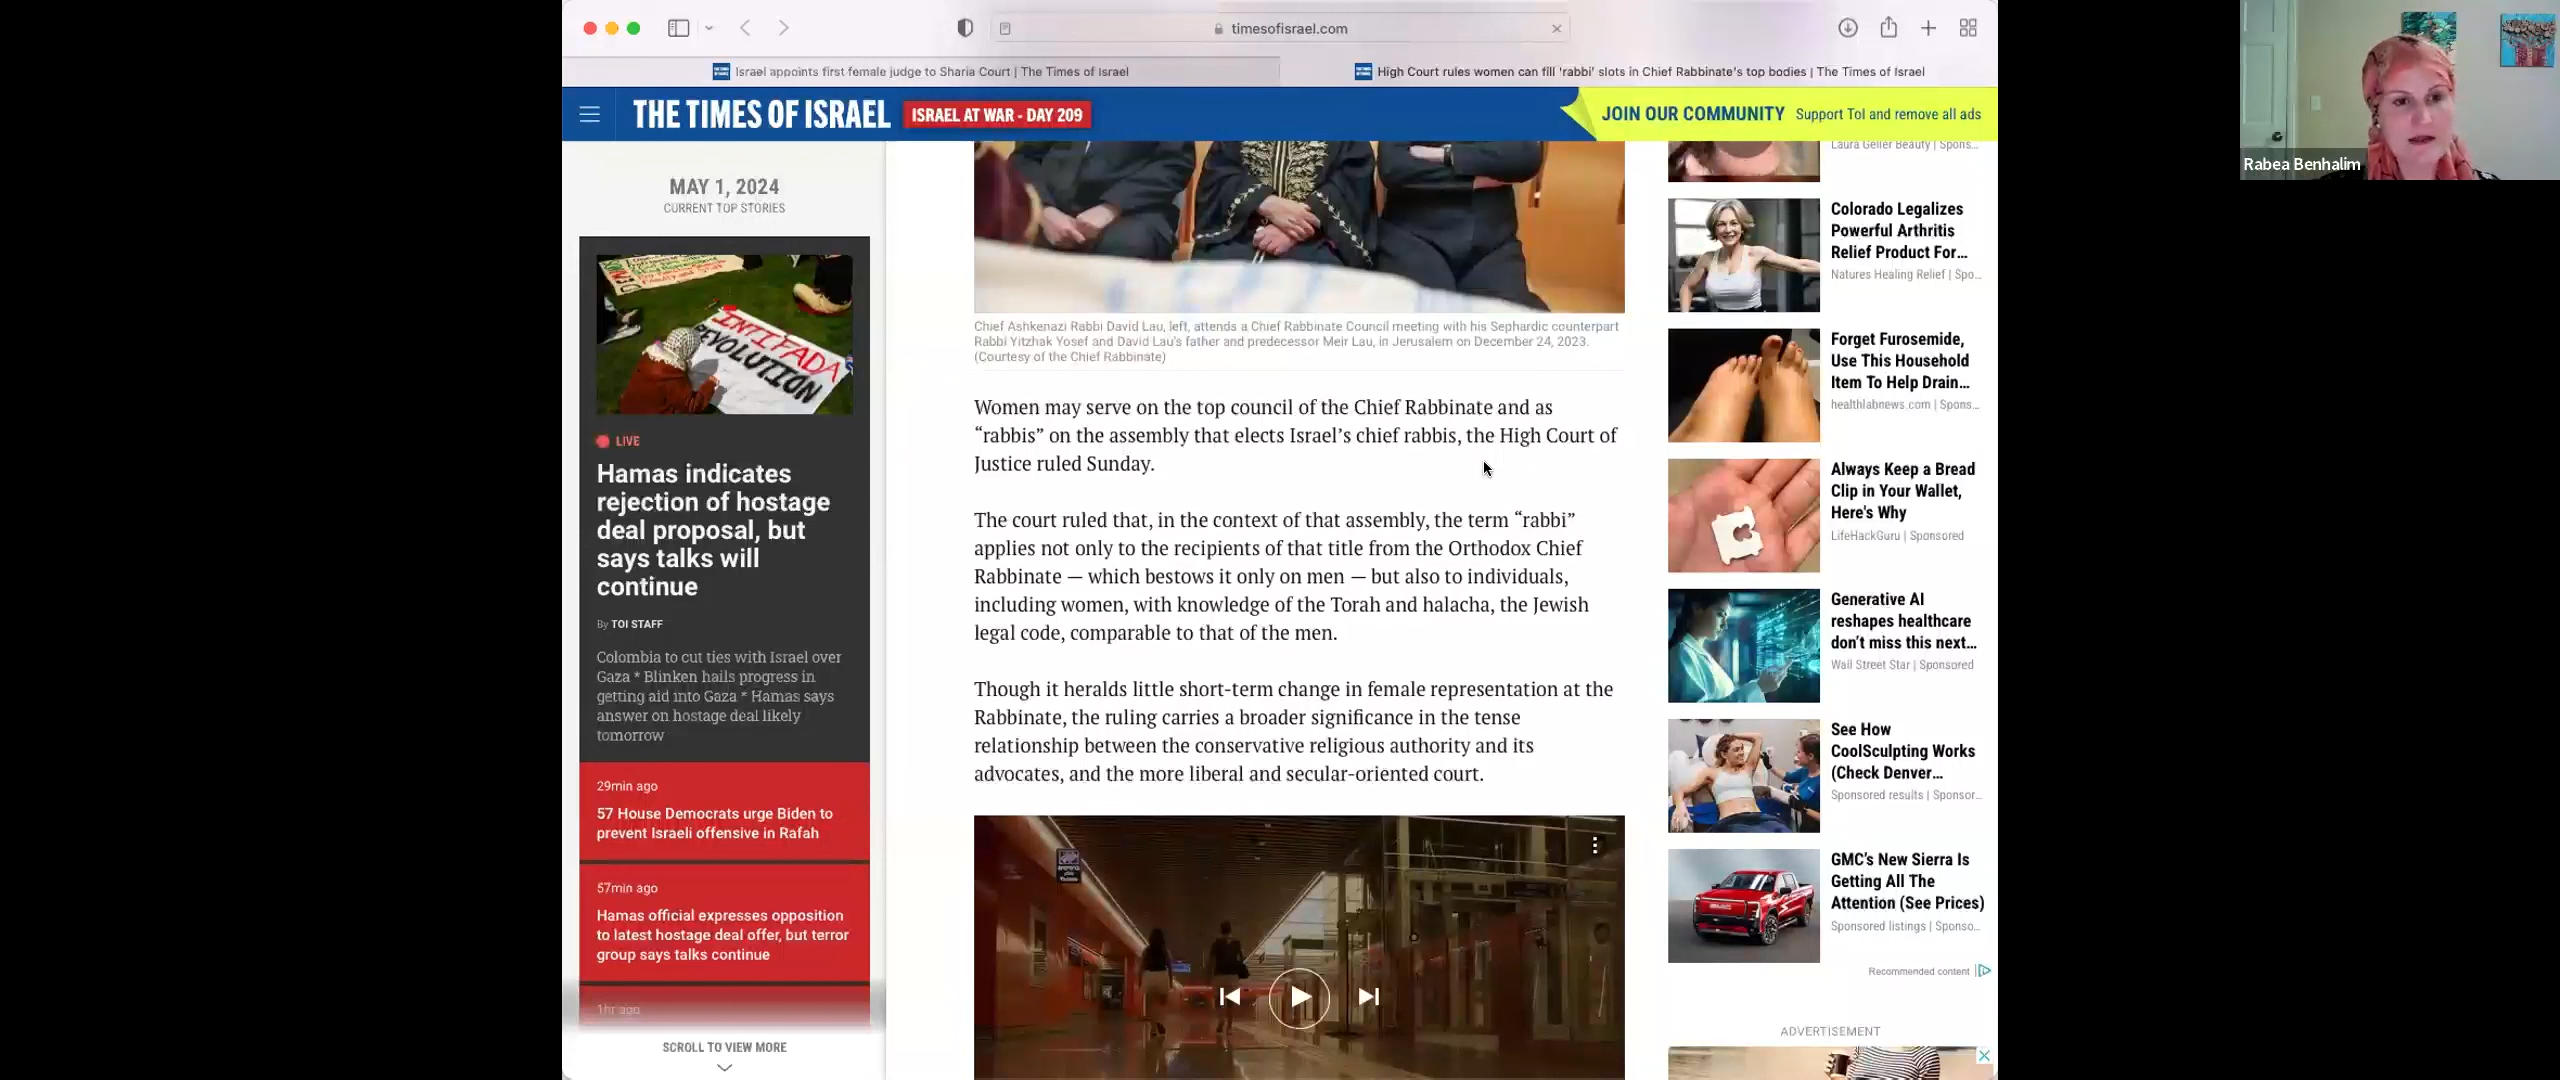 timesofisrael.com
Israel appoints first female judge to Sharia Court | The Times of Israel
High Court rules women can fill 'rabbi' slots in Chief Rabbinate's top bodies | The Times of Israel
THE TIMES OF ISRAEL
ISRAEL AT WAR - DAY 209
JOIN OUR COMMUNITY
Support ToI and remove all ads
Rabea Benhalim
MAY 1, 2024
CURRENT TOP STORIES
INTIFADA
REVOLUTION
LIVE
Hamas indicates
rejection of hostage
deal proposal, but
says talks will
continue
By TOI STAFF
Colombia to cut ties with Israel over
Gaza * Blinken hails progress in
getting aid into Gaza * Hamas says
answer on hostage deal likely
tomorrow
29min ago
57 House Democrats urge Biden to
prevent Israeli offensive in Rafah
57min ago
Hamas official expresses opposition
to latest hostage deal offer, but terror
group says talks continue
1hr ago
SCROLL TO VIEW MORE
Chief Ashkenazi Rabbi David Lau, left, attends a Chief Rabbinate Council meeting with his Sephardic counterpart
Rabbi Yitzhak Yosef and David Lau's father and predecessor Meir Lau, in Jerusalem on December 24, 2023.
(Courtesy of the Chief Rabbinate)
Women may serve on the top council of the Chief Rabbinate and as
“rabbis” on the assembly that elects Israel’s chief rabbis, the High Court of
Justice ruled Sunday.
The court ruled that, in the context of that assembly, the term “rabbi”
applies not only to the recipients of that title from the Orthodox Chief
Rabbinate — which bestows it only on men — but also to individuals,
including women, with knowledge of the Torah and halacha, the Jewish
legal code, comparable to that of the men.
Though it heralds little short-term change in female representation at the
Rabbinate, the ruling carries a broader significance in the tense
relationship between the conservative religious authority and its
advocates, and the more liberal and secular-oriented court.
Laura Geller Beauty | Spons...
Colorado Legalizes
Powerful Arthritis
Relief Product For...
Natures Healing Relief | Spo...
Forget Furosemide,
Use This Household
Item To Help Drain...
healthlabnews.com | Spons...
Always Keep a Bread
Clip in Your Wallet,
Here's Why
LifeHackGuru | Sponsored
Generative AI
reshapes healthcare
don’t miss this next...
Wall Street Star | Sponsored
See How
CoolSculpting Works
(Check Denver...
Sponsored results | Sponsor...
GMC’s New Sierra Is
Getting All The
Attention (See Prices)
Sponsored listings | Sponso...
Recommended content
ADVERTISEMENT